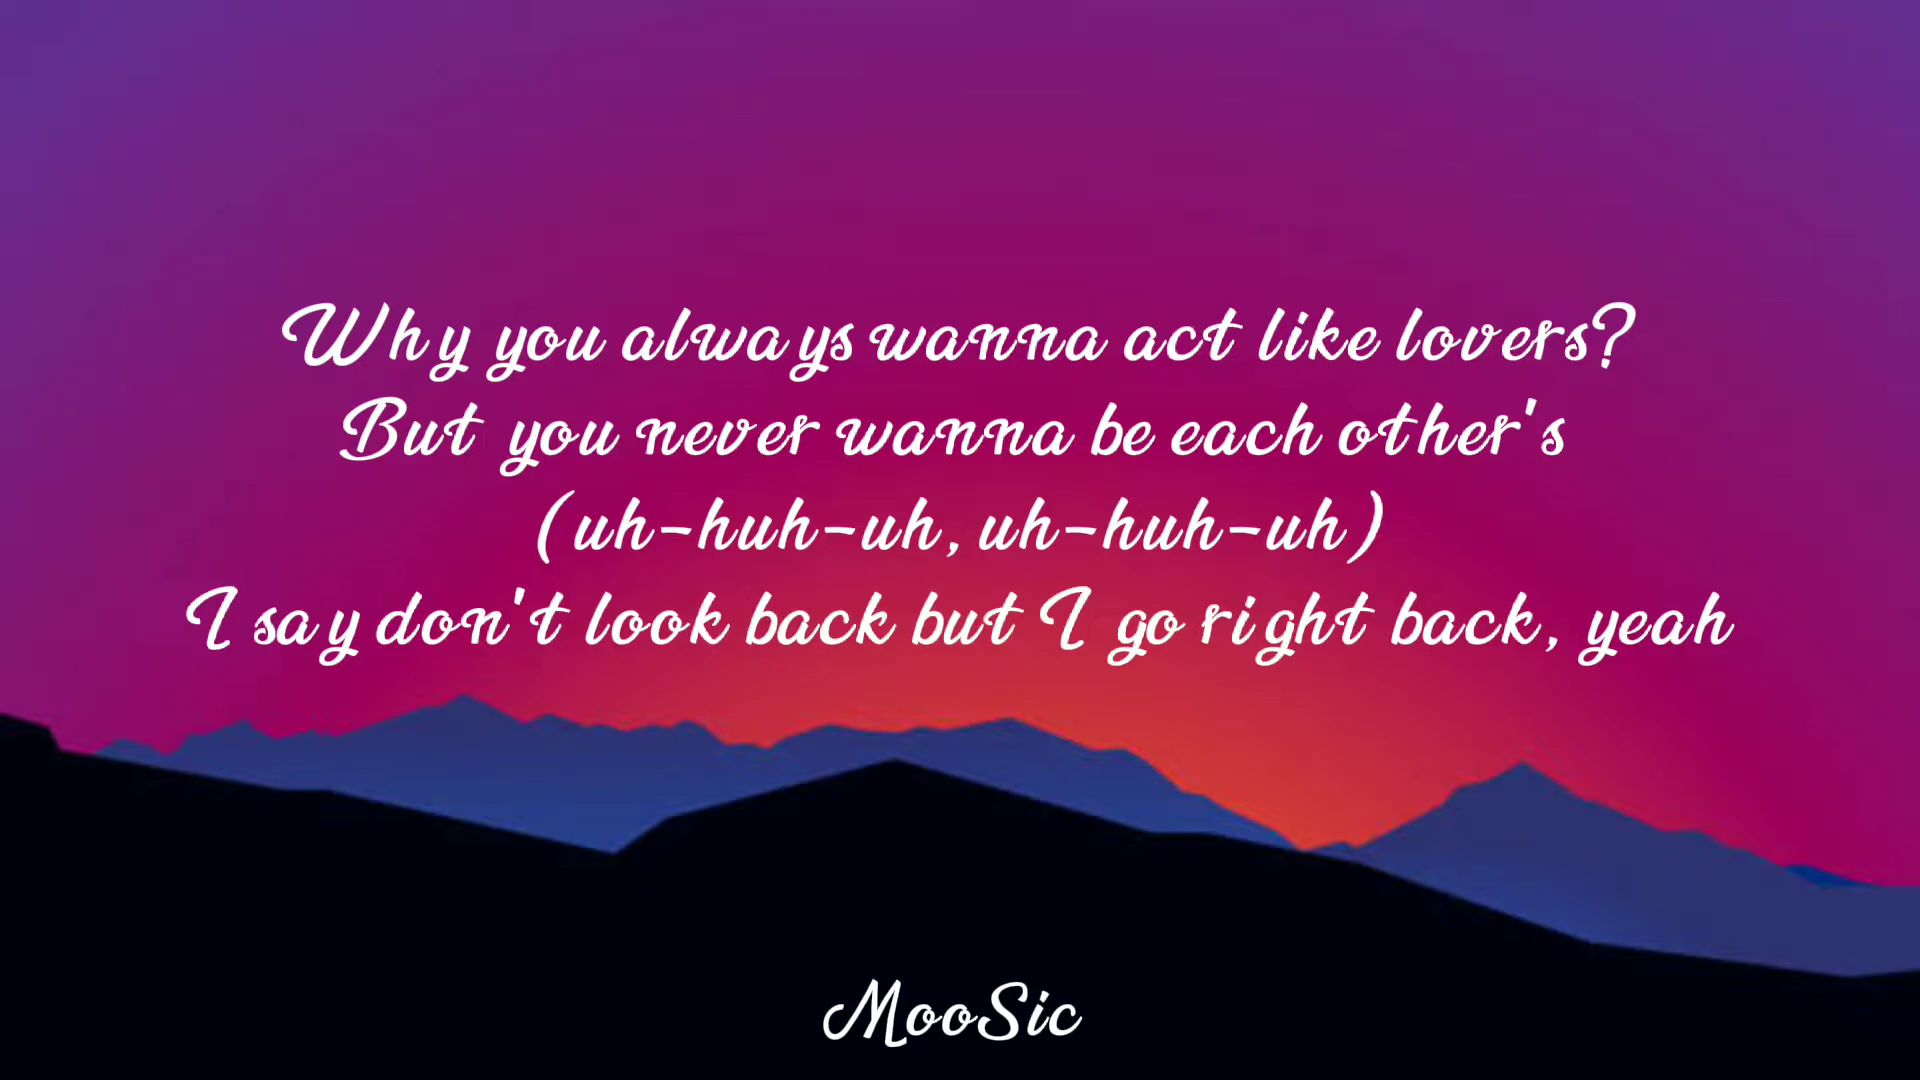 Why you always wanna act like lovers?
But you never wanna be each other's
(uh-huh-uh, uh-huh-uh)
I say don't look back but I go right back, yeah
MooSic